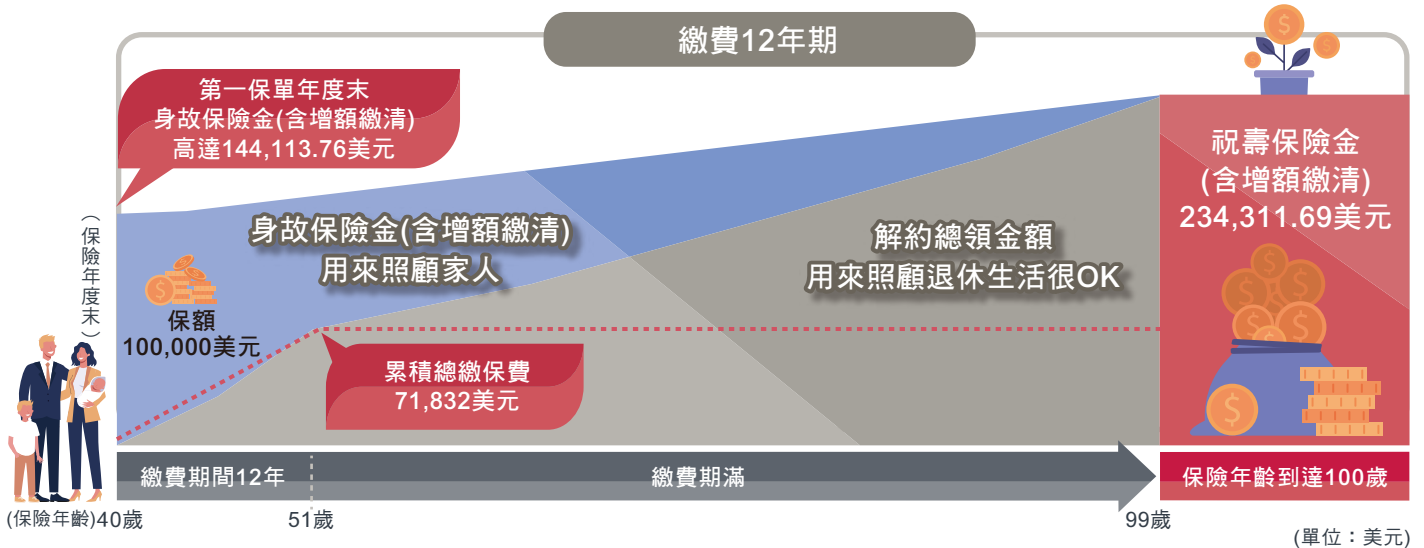 繳費12年期
第一保單年度末
身故保險金(含增額繳清)
高達144,113.76美元
(保險年度末)
保額
100,000美元
身故保險金(含增額繳清)
用來照顧家人
累積總繳保費
71,832美元
解約總領金額
用來照顧退休生活很OK
祝壽保險金
(含增額繳清)
234,311.69美元
繳費期間12年
繳費期滿
保險年齡到達100歲
(保險年齡)40歲
51歲
99歲
(單位：美元)